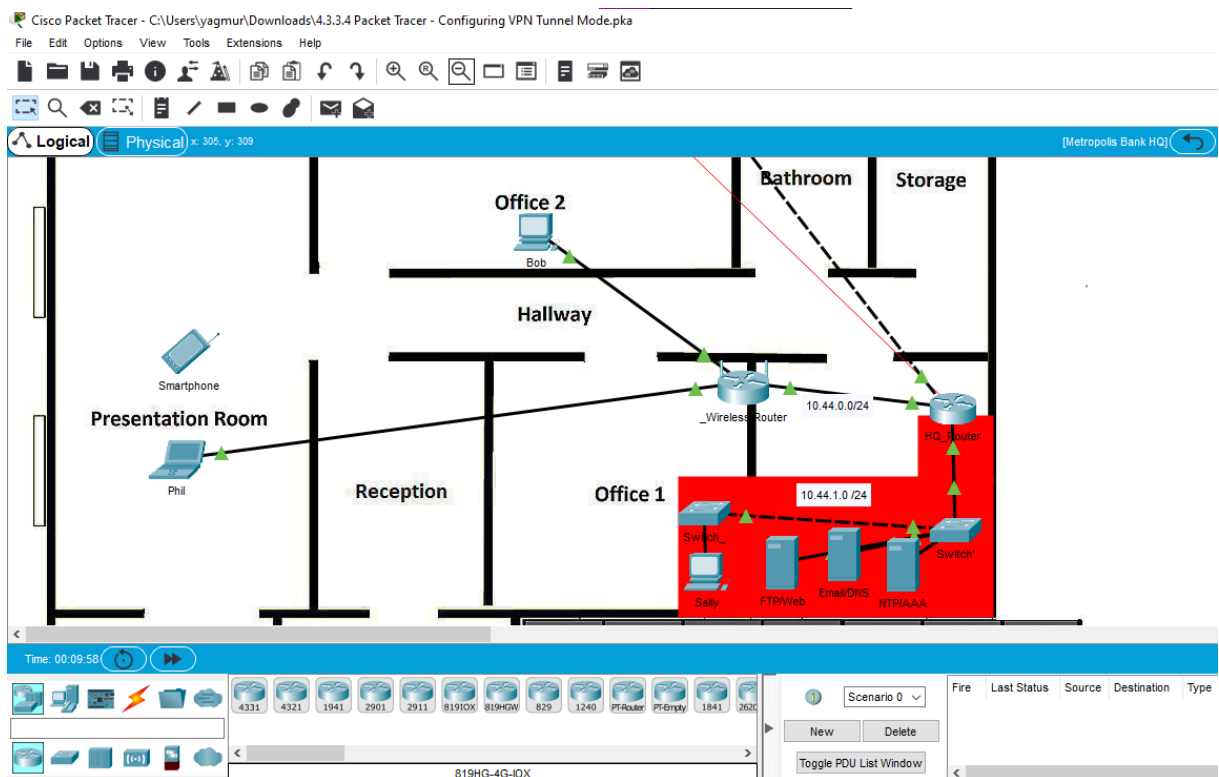 Cisco Packet Tracer - C:\Users\yagmur\Downloads\4.3.3.4 Packet Tracer - Configuring VPN Tunnel Mode.pka
File Edit Options View Tools Extensions Help
Logical Physical x: 305, y: 309 [Metropolis Bank HQ]
Bathroom Storage
Office 2
Bob
Hallway
Smartphone
_Wireless Router
10.44.0.0/24
HQ_Router
Presentation Room
Phil
Reception
Office 1
10.44.1.0 /24
Switch_
Switch'
Sally
FTP/Web
Email/DNS
NTP/AAA
Time: 00:09:58
4331 4321 1941 2901 2911 819IOX 819HGW 829 1240 PT-Router PT-Empty 1841 2620
819HG-4G-IOX
Scenario 0
New Delete
Toggle PDU List Window
Fire Last Status Source Destination Type